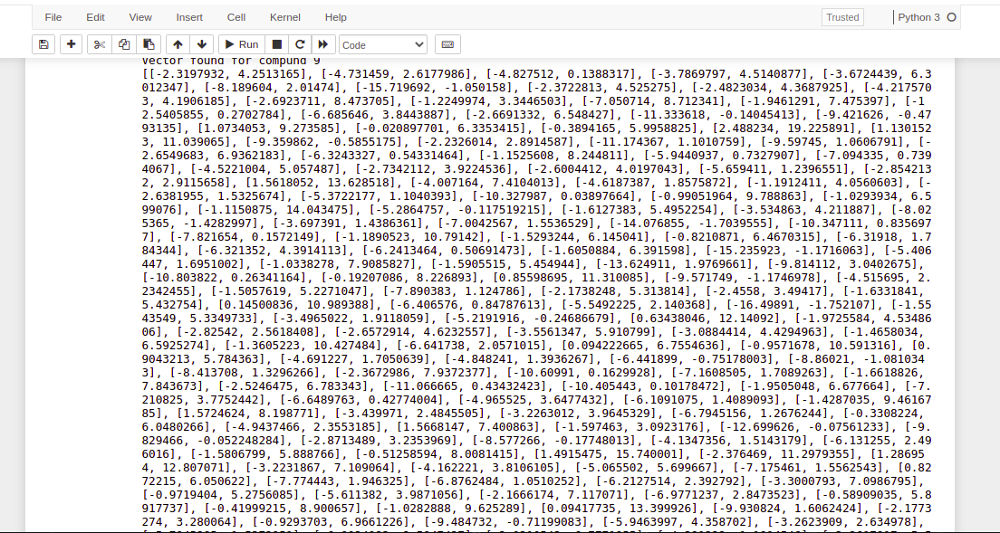 File Edit View Insert Cell Kernel Help Trusted Python 3
Run Code
Vector found for compund 9
[[-2.3197932, 4.2513165], [-4.731459, 2.6177986], [-4.827512, 0.1388317], [-3.7869797, 4.5140877], [-3.6724439, 6.3
012347], [-8.189604, 2.01474], [-15.719692, -1.050158], [-2.3722813, 4.525275], [-2.4823034, 4.3687925], [-4.217570
3, 4.1906185], [-2.6923711, 8.473705], [-1.2249974, 3.3446503], [-7.050714, 8.712341], [-1.9461291, 7.475397], [-1
2.5405855, 0.2702784], [-6.685646, 3.8443887], [-2.6691332, 6.548427], [-11.333618, -0.14045413], [-9.421626, -0.47
93135], [1.0734053, 9.273585], [-0.020897701, 6.3353415], [-0.3894165, 5.9958825], [2.488234, 19.225891], [1.130152
3, 11.039065], [-9.359862, -0.5855175], [-2.2326014, 2.8914587], [-11.174367, 1.1010759], [-9.59745, 1.0606791], [-
2.6549683, 6.9362183], [-6.3243327, 0.54331464], [-1.1525608, 8.244811], [-5.9440937, 0.7327907], [-7.094335, 0.739
4067], [-4.5221004, 5.057487], [-2.7342112, 3.9224536], [-2.6004412, 4.0197043], [-5.659411, 1.2396551], [-2.854213
2, 2.9115658], [1.5618052, 13.628518], [-4.007164, 7.4104013], [-4.6187387, 1.8575872], [-1.1912411, 4.0560603], [-
2.6381955, 1.5325674], [-5.3722177, 1.1040393], [-10.327987, 0.03897664], [-0.99051964, 9.788863], [-1.0293934, 6.5
99076], [-1.1150875, 14.043475], [-5.2864757, -0.117519215], [-1.6127383, 5.4952254], [-3.534863, 4.211887], [-8.02
5365, -1.4282997], [-3.697391, 1.4386361], [-7.0042567, 1.5536529], [-14.076855, -1.7039555], [-10.347111, 0.835697
7], [-7.821654, 0.1572149], [-1.1890523, 10.79142], [-1.5293244, 6.145041], [-0.8210871, 6.4670315], [-6.31918, 1.7
84344], [-6.321352, 4.3914113], [-6.2413464, 0.50691473], [-1.6050884, 6.391598], [-15.235923, -1.1716063], [-5.406
447, 1.6951002], [-1.0338278, 7.9085827], [-1.5905515, 5.454944], [-13.624911, 1.9769661], [-9.814112, 3.0402675],
[-10.803822, 0.26341164], [-0.19207086, 8.226893], [0.85598695, 11.310085], [-9.571749, -1.1746978], [-4.515695, 2.
2342455], [-1.5057619, 5.2271047], [-7.890383, 1.124786], [-2.1738248, 5.313814], [-2.4558, 3.49417], [-1.6331841,
5.432754], [0.14500836, 10.989388], [-6.406576, 0.84787613], [-5.5492225, 2.140368], [-16.49891, -1.752107], [-1.55
43549, 5.3349733], [-3.4965022, 1.9118059], [-5.2191916, -0.24686679], [0.63438046, 12.14092], [-1.9725584, 4.53486
06], [-2.82542, 2.5618408], [-2.6572914, 4.6232557], [-3.5561347, 5.910799], [-3.0884414, 4.4294963], [-1.4658034,
6.5925274], [-1.3605223, 10.427484], [-6.641738, 2.0571015], [0.094222665, 6.7554636], [-0.9571678, 10.591316], [0.
9043213, 5.784363], [-4.691227, 1.7050639], [-4.848241, 1.3936267], [-6.441899, -0.75178003], [-8.86021, -1.081034
3], [-8.413708, 1.3296266], [-2.3672986, 7.9372377], [-10.60991, 0.1629928], [-7.1608505, 1.7089263], [-1.6618826,
7.843673], [-2.5246475, 6.783343], [-11.066665, 0.43432423], [-10.405443, 0.10178472], [-1.9505048, 6.677664], [-7.
210825, 3.7752442], [-6.6489763, 0.42774004], [-4.965525, 3.6477432], [-6.1091075, 1.4089093], [-1.4287035, 9.46167
85], [1.5724624, 8.198771], [-3.439971, 2.4845505], [-3.2263012, 3.9645329], [-6.7945156, 1.2676244], [-0.3308224,
6.0480266], [-4.9437466, 2.3553185], [1.5668147, 7.400863], [-1.597463, 3.0923176], [-12.699626, -0.07561233], [-9.
829466, -0.052248284], [-2.8713489, 3.2353969], [-8.577266, -0.17748013], [-4.1347356, 1.5143179], [-6.131255, 2.49
6016], [-1.5806799, 5.888766], [-0.51258594, 8.0081415], [1.4915475, 15.740001], [-2.376469, 11.2979355], [1.28695
4, 12.807071], [-3.2231867, 7.109064], [-4.162221, 3.8106105], [-5.065502, 5.699667], [-7.175461, 1.5562543], [0.82
72215, 6.050622], [-7.774443, 1.946325], [-6.8762484, 1.0510252], [-6.2127514, 2.392792], [-3.3000793, 7.0986795],
[-0.9719404, 5.2756085], [-5.611382, 3.9871056], [-2.1666174, 7.117071], [-6.9771237, 2.8473523], [-0.58909035, 5.8
917737], [-0.41999215, 8.900657], [-1.0282888, 9.625289], [0.09417735, 13.399926], [-9.930824, 1.6062424], [-2.1773
274, 3.280064], [-0.9293703, 6.9661226], [-9.484732, -0.71199083], [-5.9463997, 4.358702], [-3.2623909, 2.634978],